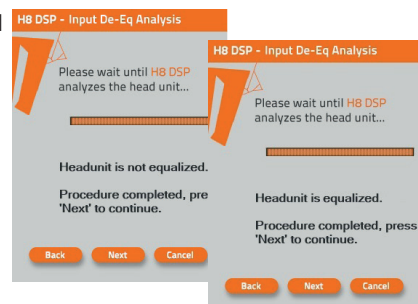 H8 DSP - Input De-Eq Analysis
Please wait until H8 DSP
analyzes the head unit...
Headunit is not equalized.
Procedure completed, pre
'Next' to continue.
Back Next Cancel
H8 DSP - Input De-Eq Analysis
Please wait until H8 DSP
analyzes the head unit...
Headunit is equalized.
Procedure completed, press
'Next' to continue.
Back Next Cancel